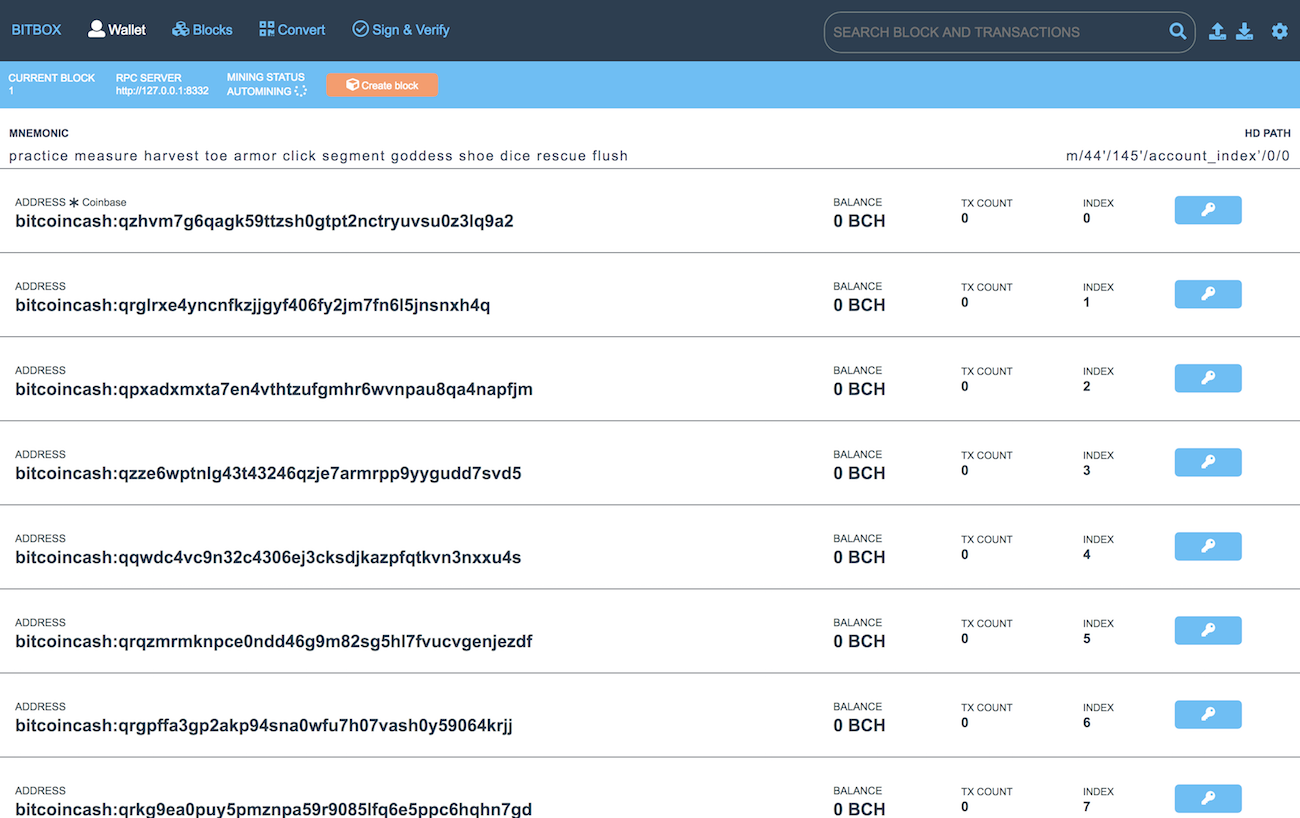 BITBOX Wallet Blocks Convert Sign & Verify SEARCH BLOCK AND TRANSACTIONS
CURRENT BLOCK RPC SERVER MINING STATUS
1 http://127.0.0.1:8332 AUTOMINING Create block
MNEMONIC HD PATH
practice measure harvest toe armor click segment goddess shoe dice rescue flush m/44'/145'/account_index'/0/0
ADDRESS Coinbase BALANCE TX COUNT INDEX
bitcoincash:qzhvm7g6qagk59ttzsh0gtpt2nctryuvsu0z3lq9a2 0 BCH 0 0
ADDRESS BALANCE TX COUNT INDEX
bitcoincash:qrglrxe4yncnfkzjjgyf406fy2jm7fn6l5jnsnxh4q 0 BCH 0 1
ADDRESS BALANCE TX COUNT INDEX
bitcoincash:qpxadxmxta7en4vthtzufgmhr6wvnpau8qa4napfjm 0 BCH 0 2
ADDRESS BALANCE TX COUNT INDEX
bitcoincash:qzze6wptnlg43t43246qzje7armrpp9yygudd7svd5 0 BCH 0 3
ADDRESS BALANCE TX COUNT INDEX
bitcoincash:qqwdc4vc9n32c4306ej3cksdjkazpfqtkvn3nxxu4s 0 BCH 0 4
ADDRESS BALANCE TX COUNT INDEX
bitcoincash:qrqzmrmknpce0ndd46g9m82sg5hl7fvucvgenjezdf 0 BCH 0 5
ADDRESS BALANCE TX COUNT INDEX
bitcoincash:qrgpffa3gp2akp94sna0wfu7h07vash0y59064krjj 0 BCH 0 6
ADDRESS BALANCE TX COUNT INDEX
bitcoincash:qrkg9ea0puy5pmznpa59r9085lfq6e5ppc6hqhn7gd 0 BCH 0 7